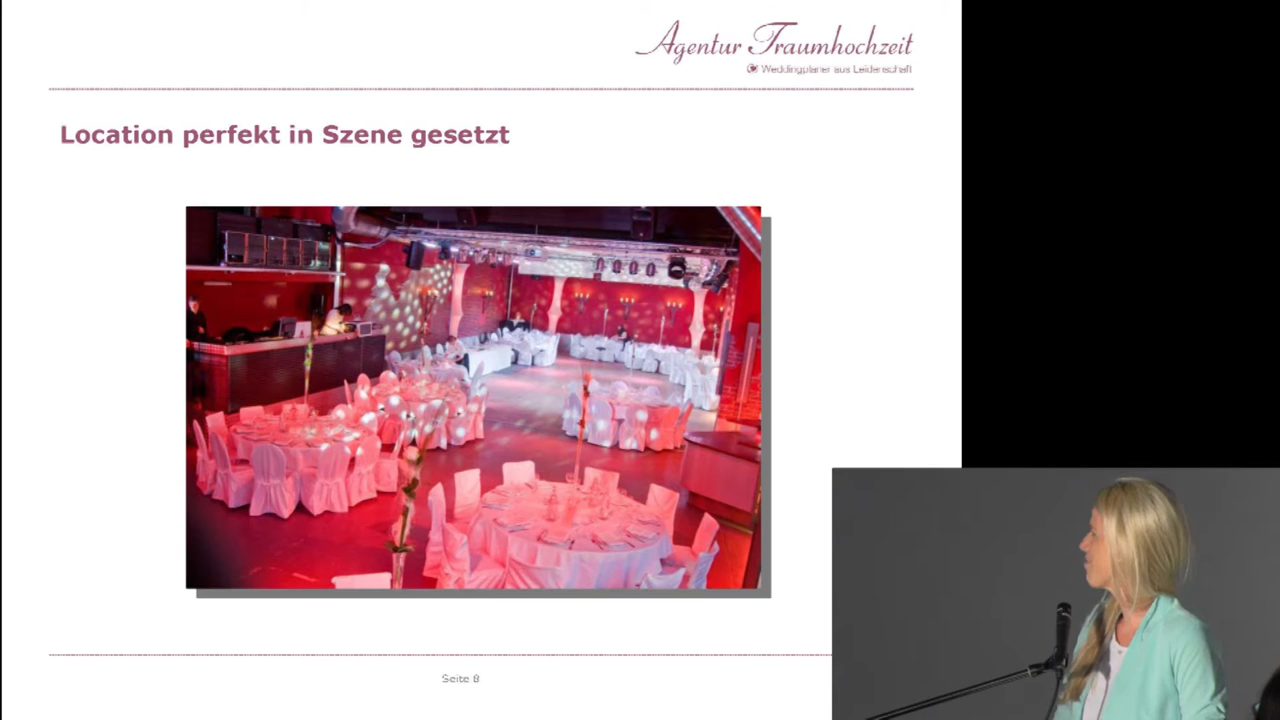 Agentur Traumhochzeit
Weddingplaner aus Leidenschaft
Location perfekt in Szene gesetzt
Seite 8